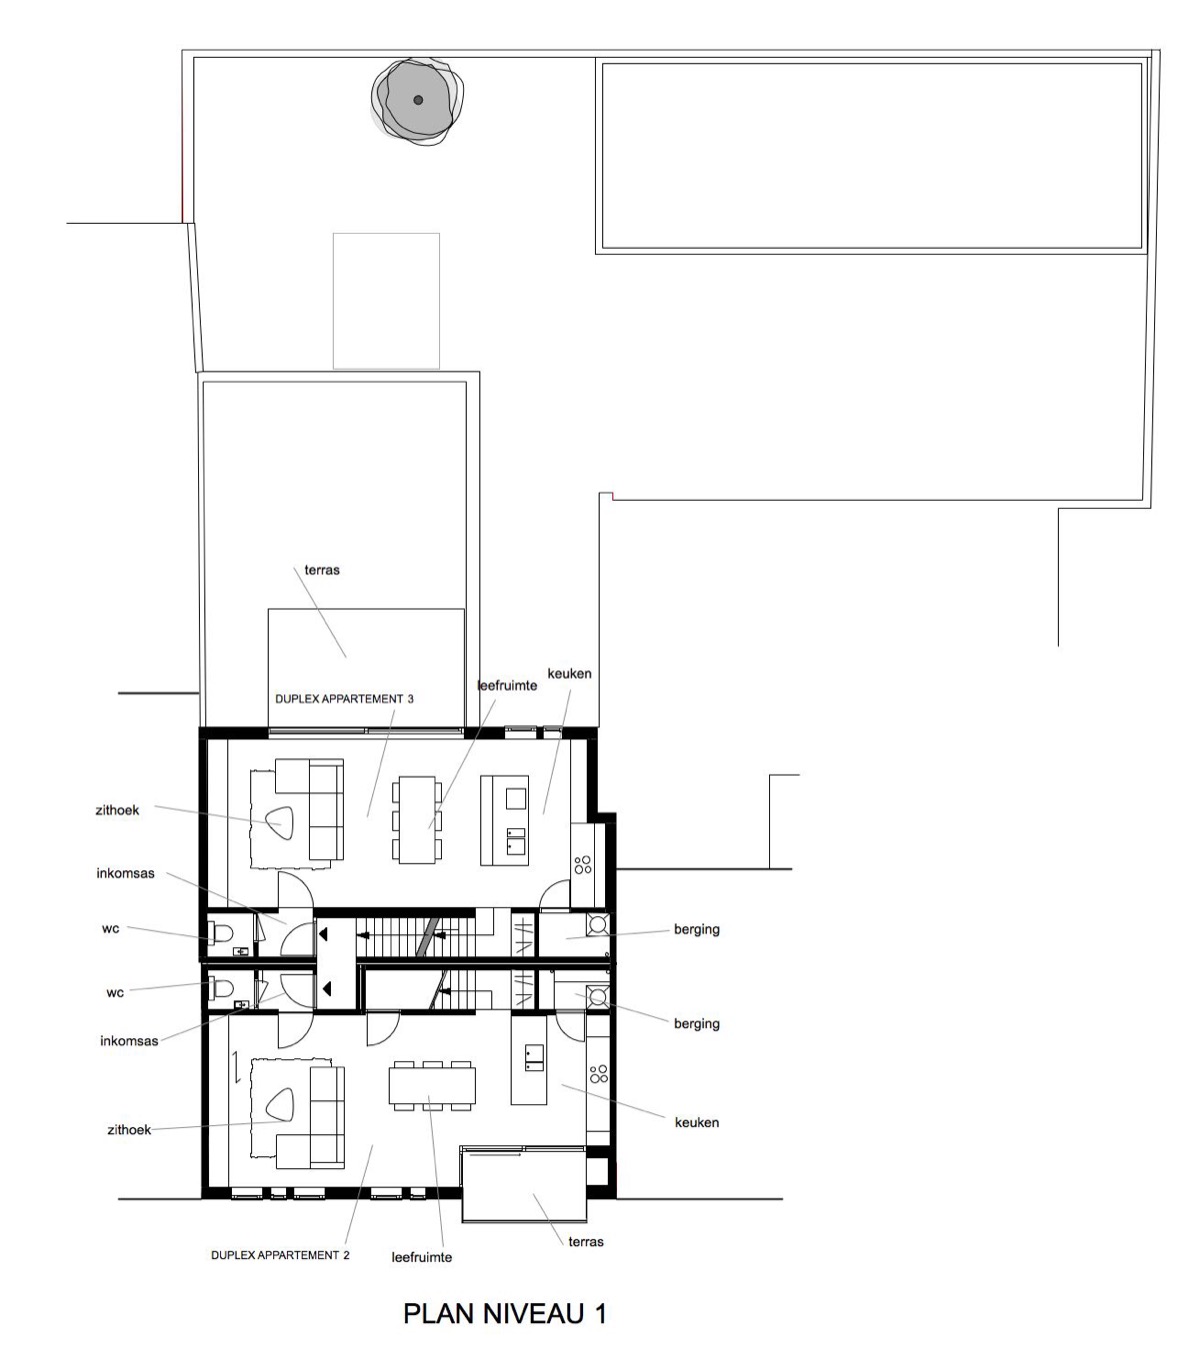 terras
keuken
leefruimte
DUPLEX APPARTEMENT 3
zithoek
inkomsas
wc
berging
wc
berging
inkomsas
keuken
zithoek
terras
DUPLEX APPARTEMENT 2
leefruimte
PLAN NIVEAU 1